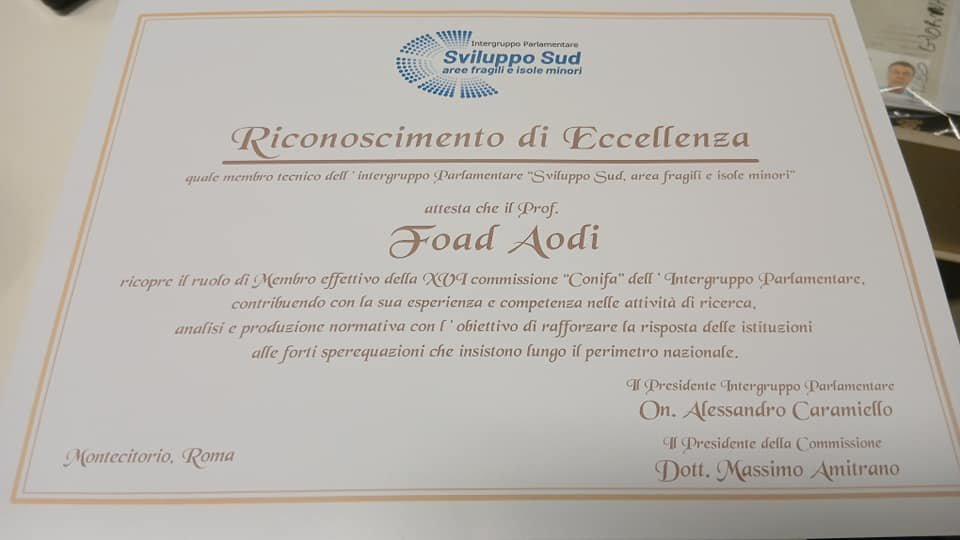 Intergruppo Parlamentare
Sviluppo Sud
aree fragili e isole minori
Riconoscimento di Eccellenza
quale membro tecnico dell'intergruppo Parlamentare "Sviluppo Sud, area fragili e isole minori"
attesta che il Prof.
Foad Aodi
ricopre il ruolo di Membro effettivo della XVI commissione "Conifa" dell'Intergruppo Parlamentare,
contribuendo con la sua esperienza e competenza nelle attività di ricerca,
analisi e produzione normativa con l'obiettivo di rafforzare la risposta delle istituzioni
alle forti sperequazioni che insistono lungo il perimetro nazionale.
Il Presidente Intergruppo Parlamentare
On. Alessandro Caramiello
Il Presidente della Commissione
Dott. Massimo Amitrano
Montecitorio, Roma